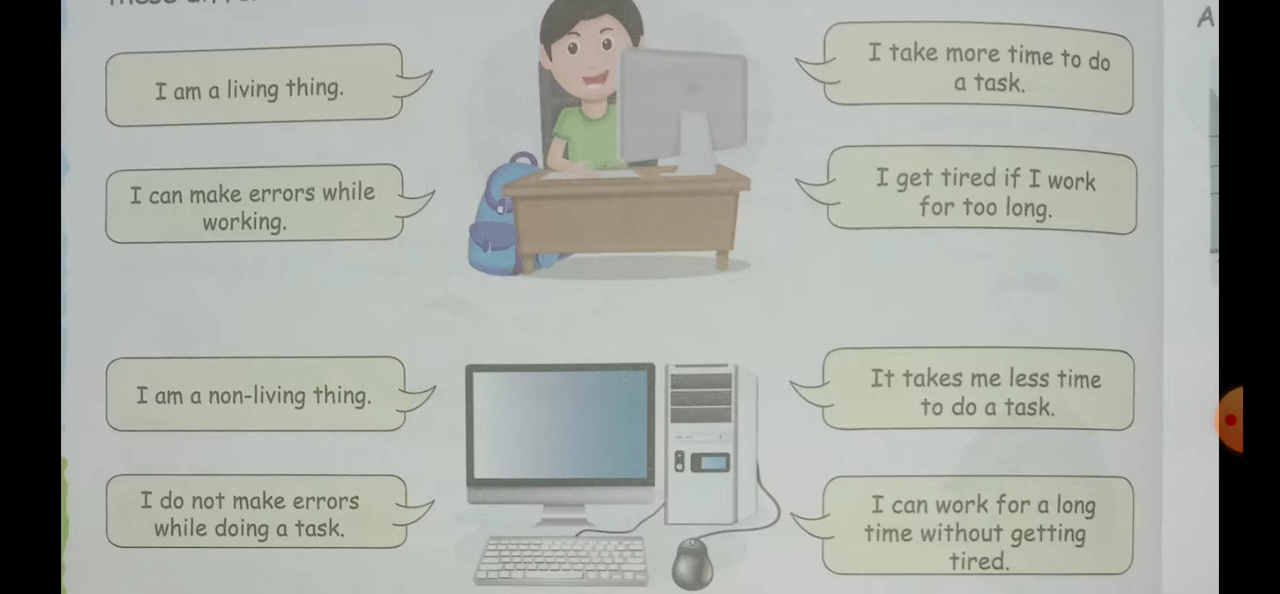 I am a living thing.
I take more time to do
a task.
I can make errors while
working.
I get tired if I work
for too long.
I am a non-living thing.
It takes me less time
to do a task.
I do not make errors
while doing a task.
I can work for a long
time without getting
tired.
A